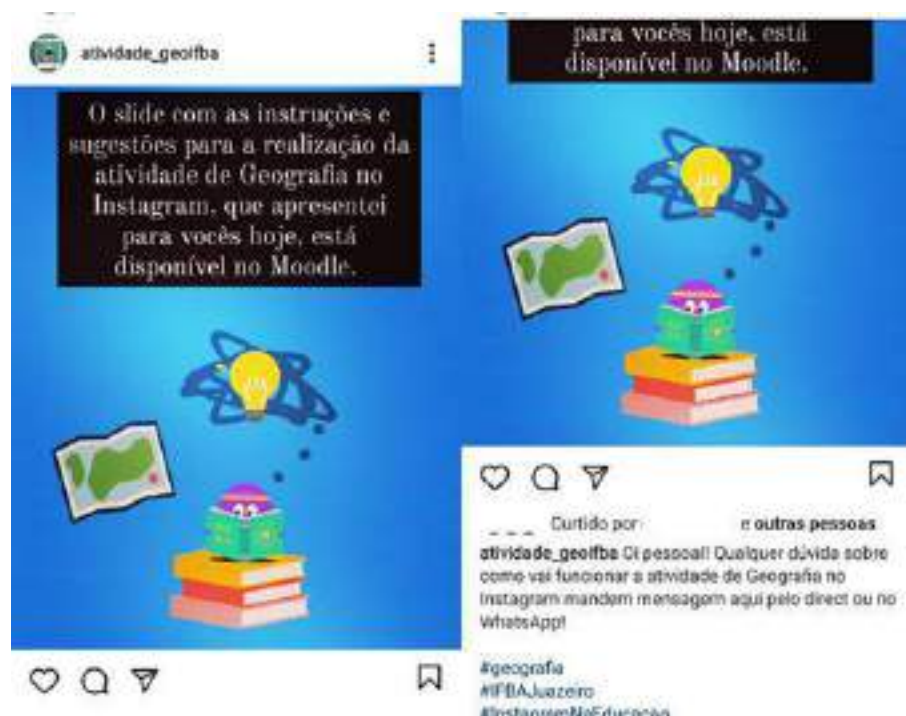 atividade_geoifba
O slide com as instruções e
sugestões para a realização da
atividade de Geografia no
Instagram, que apresentei
para vocês hoje, está
disponível no Moodle.
para vocês hoje, está
disponível no Moodle.
Curtido por e outras pessoas
atividade_geoifba Oi pessoal! Qualquer dúvida sobre
como vai funcionar a atividade de Geografia no
Instagram mandem mensagem aqui pelo direct ou no
WhatsApp!
#geografia
#IFBAJuazeiro
#InstagramNaEducação